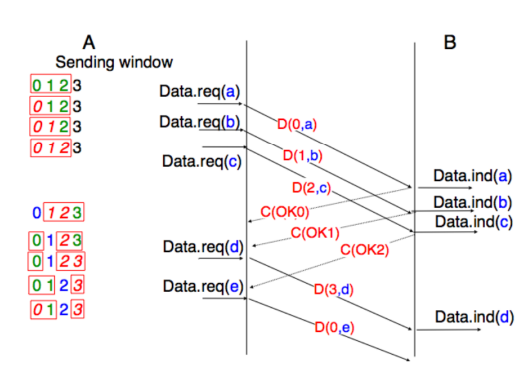 A
B
Sending window
0 1 2 3
Data.req(a)
0 1 2 3
0 1 2 3
Data.req(b)
D(0,a)
0 1 2 3
Data.req(c)
D(1,b)
Data.ind(a)
D(2,c)
Data.ind(b)
0 1 2 3
C(OK0)
Data.ind(c)
C(OK1)
0 1 2 3
Data.req(d)
C(OK2)
0 1 2 3
0 1 2 3
Data.req(e)
D(3,d)
0 1 2 3
Data.ind(d)
D(0,e)